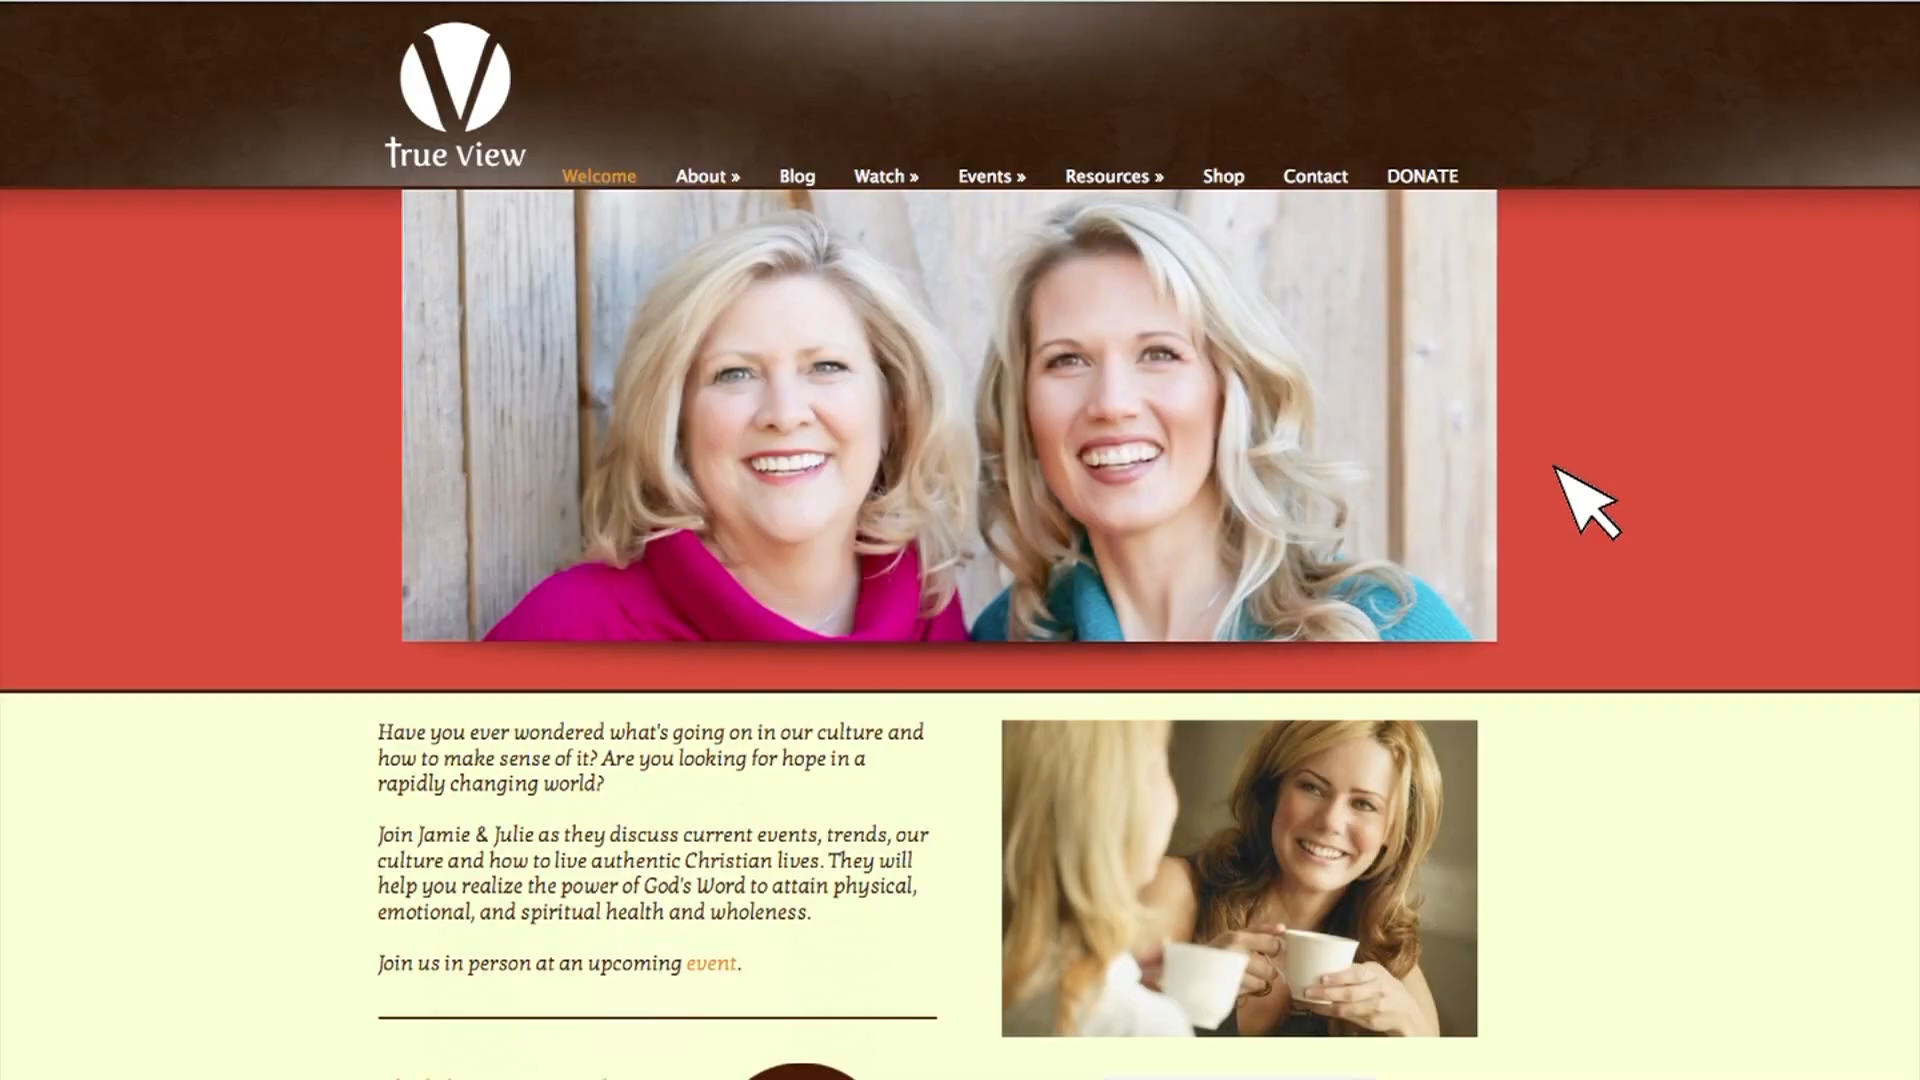 True View
Welcome About » Blog Watch » Events » Resources » Shop Contact DONATE
Have you ever wondered what's going on in our culture and
how to make sense of it? Are you looking for hope in a
rapidly changing world?
Join Jamie & Julie as they discuss current events, trends, our
culture and how to live authentic Christian lives. They will
help you realize the power of God's Word to attain physical,
emotional, and spiritual health and wholeness.
Join us in person at an upcoming event.